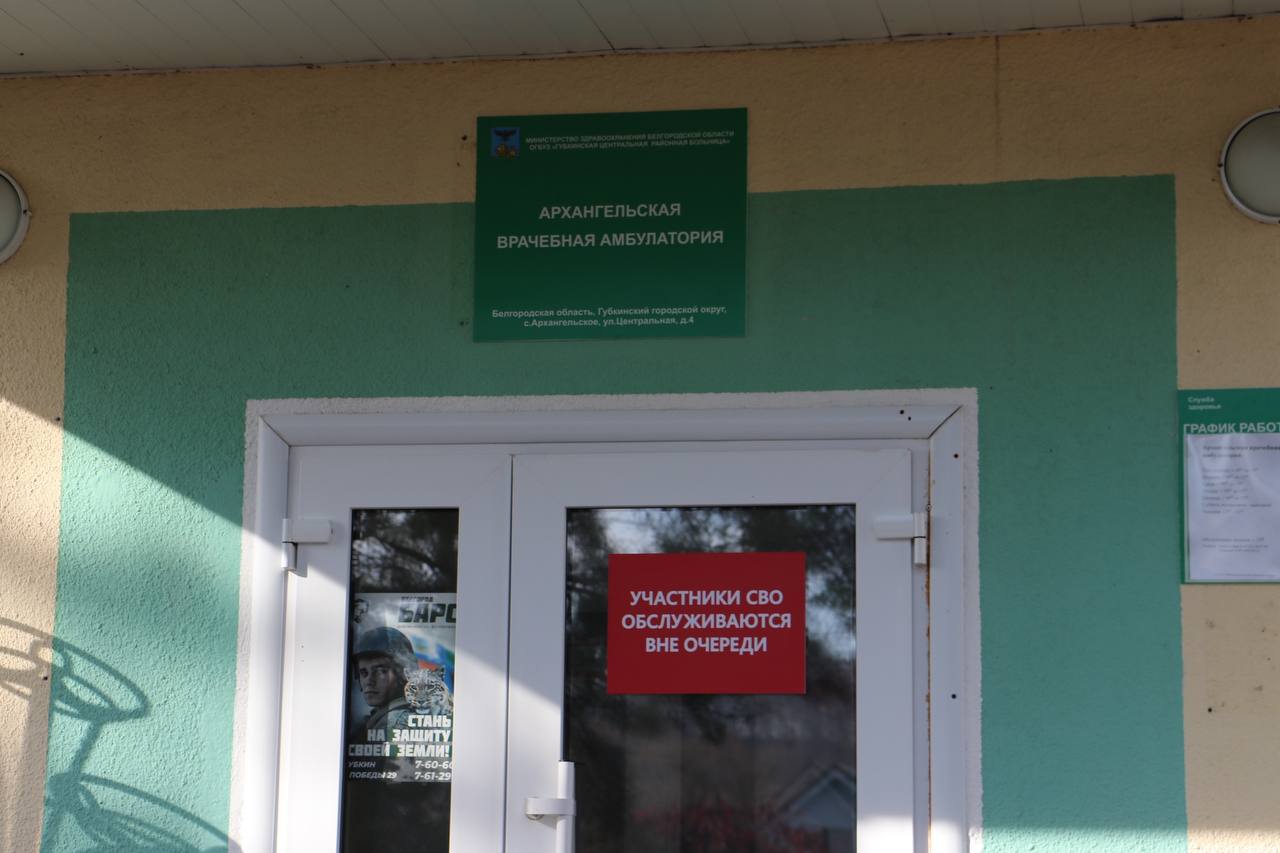 МИНИСТЕРСТВО ЗДРАВООХРАНЕНИЯ БЕЛГОРОДСКОЙ ОБЛАСТИ
ОГБУЗ «ГУБКИНСКАЯ ЦЕНТРАЛЬНАЯ РАЙОННАЯ БОЛЬНИЦА»
АРХАНГЕЛЬСКАЯ
ВРАЧЕБНАЯ АМБУЛАТОРИЯ
Белгородская область, Губкинский городской округ,
с.Архангельское, ул.Центральная, д.4
Служба
здоровья
ГРАФИК РАБОТ
УЧАСТНИКИ СВО
ОБСЛУЖИВАЮТСЯ
ВНЕ ОЧЕРЕДИ
БАРС
СТАНЬ
НА ЗАЩИТУ
СВОЕЙ ЗЕМЛИ!
УБКИН 7-60-60
ПОБЕДЫ 29 7-61-29